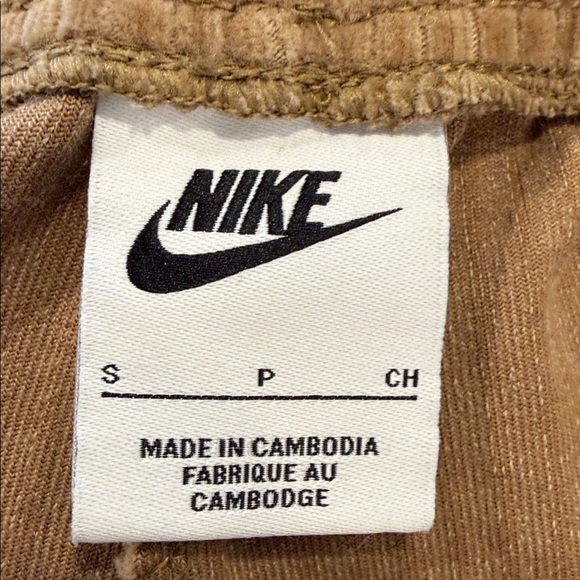 NIKE
S P CH
MADE IN CAMBODIA
FABRIQUE AU
CAMBODGE